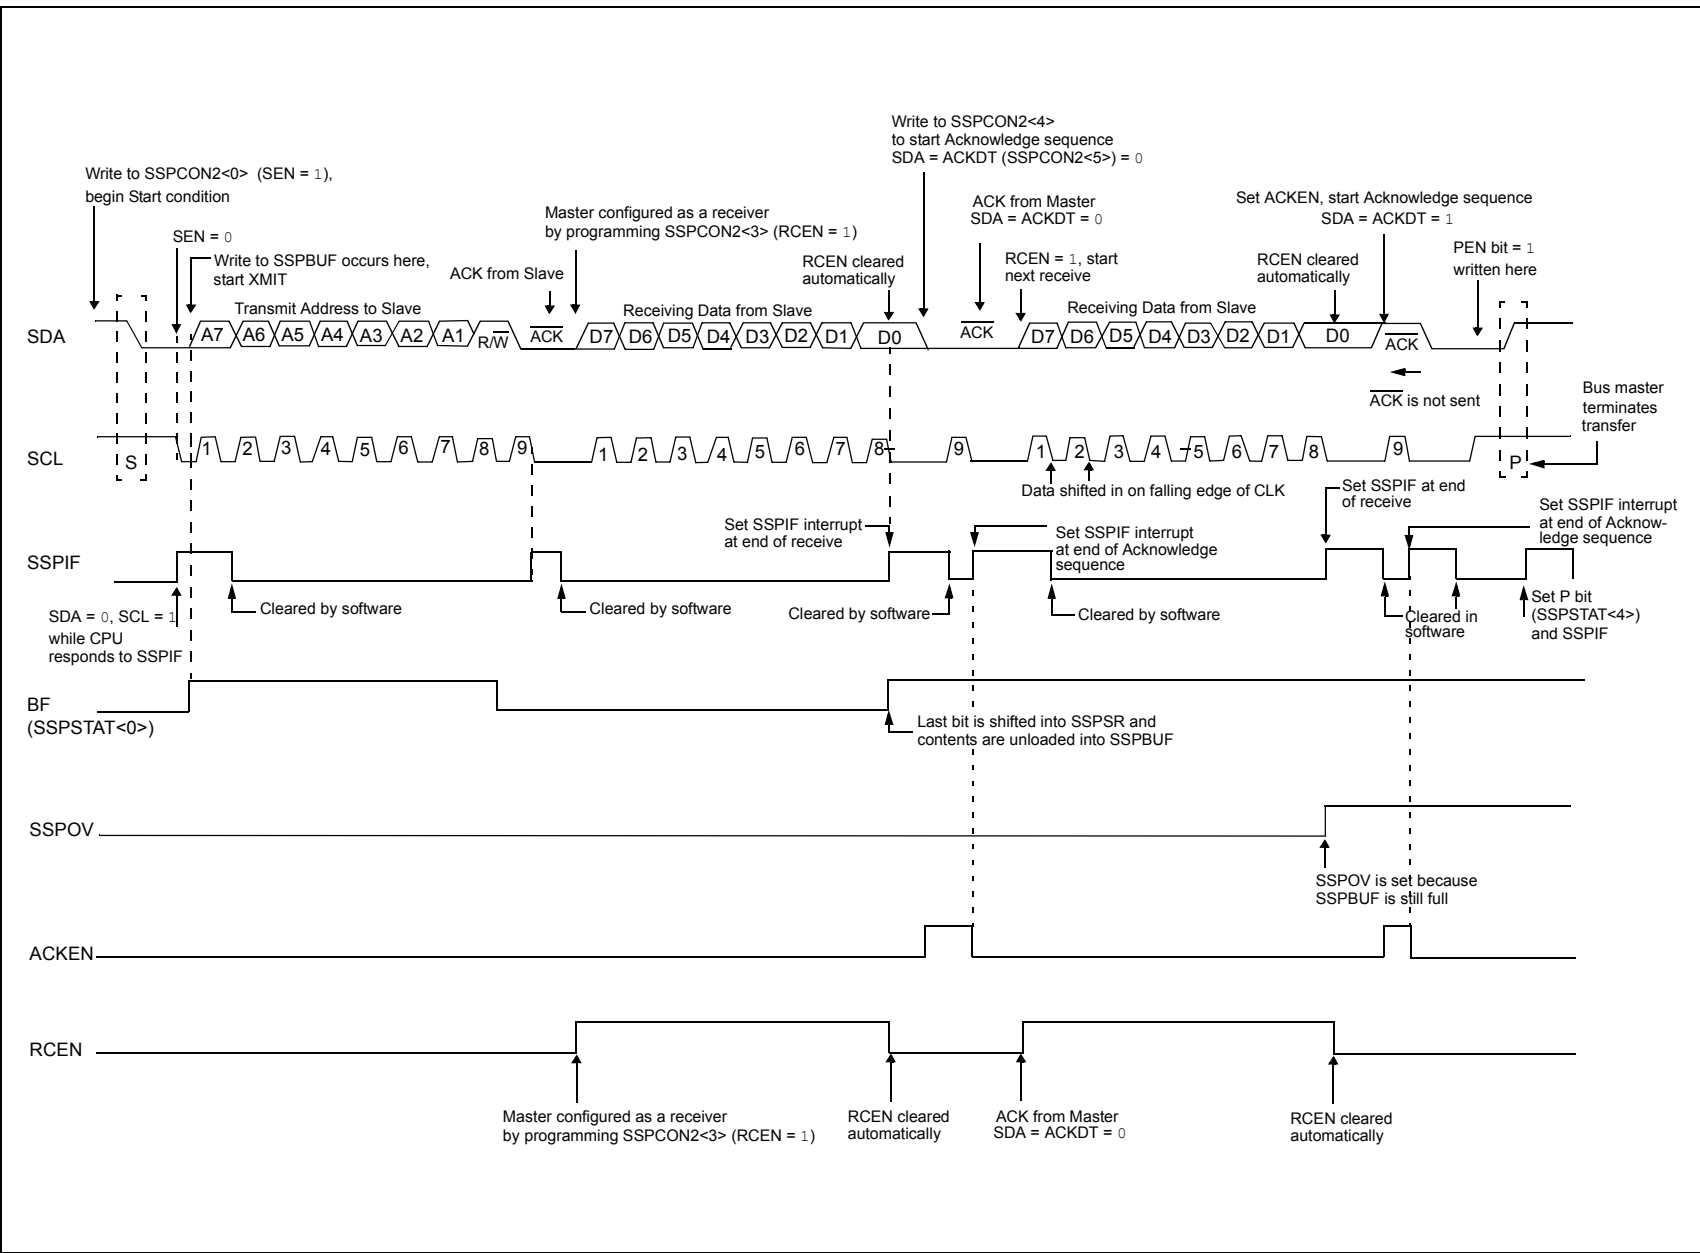 Write to SSPCON2<4>
to start Acknowledge sequence
SDA = ACKDT (SSPCON2<5>) = 0
Write to SSPCON2<0> (SEN = 1),
begin Start condition
ACK from Master
SDA = ACKDT = 0
Set ACKEN, start Acknowledge sequence
SDA = ACKDT = 1
Master configured as a receiver
by programming SSPCON2<3> (RCEN = 1)
SEN = 0
Write to SSPBUF occurs here,
start XMIT
ACK from Slave
RCEN cleared
automatically
RCEN = 1, start
next receive
RCEN cleared
automatically
PEN bit = 1
written here
Transmit Address to Slave
Receiving Data from Slave
Receiving Data from Slave
SDA
A7 A6 A5 A4 A3 A2 A1 R/W ACK D7 D6 D5 D4 D3 D2 D1 D0 ACK D7 D6 D5 D4 D3 D2 D1 D0 ACK
ACK is not sent
Bus master
terminates
transfer
SCL
S 1 2 3 4 5 6 7 8 9 1 2 3 4 5 6 7 8 9 1 2 3 4 5 6 7 8 9 P
Data shifted in on falling edge of CLK
Set SSPIF at end
of receive
Set SSPIF interrupt
at end of receive
Set SSPIF interrupt
at end of Acknowledge
sequence
Set SSPIF interrupt
at end of Acknow-
ledge sequence
SSPIF
SDA = 0, SCL = 1
while CPU
responds to SSPIF
Cleared by software
Cleared by software
Cleared by software
Cleared by software
Cleared in
software
Set P bit
(SSPSTAT<4>)
and SSPIF
BF
(SSPSTAT<0>)
Last bit is shifted into SSPSR and
contents are unloaded into SSPBUF
SSPOV
SSPOV is set because
SSPBUF is still full
ACKEN
RCEN
Master configured as a receiver
by programming SSPCON2<3> (RCEN = 1)
RCEN cleared
automatically
ACK from Master
SDA = ACKDT = 0
RCEN cleared
automatically